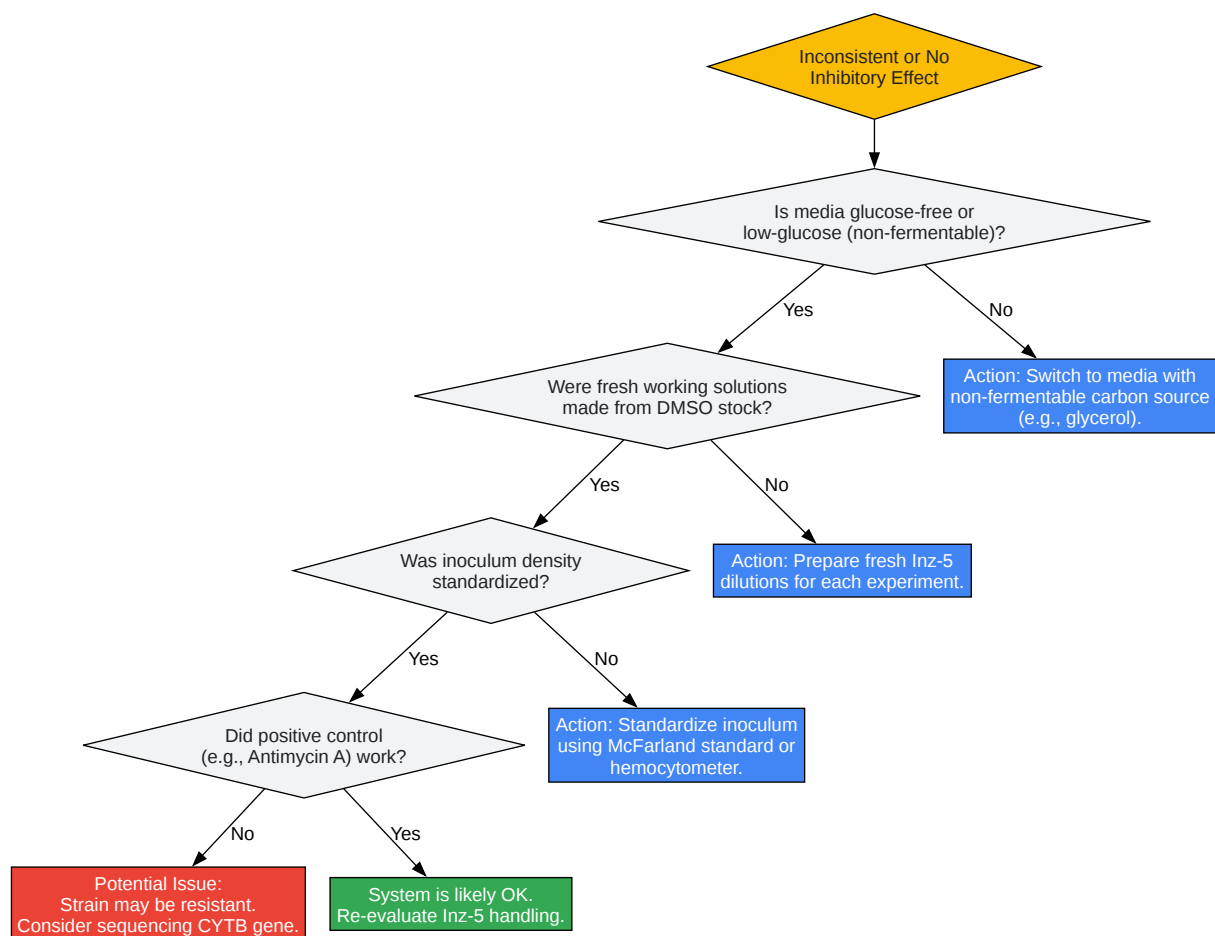 Inconsistent or No
Inhibitory Effect
Is media glucose-free or
low-glucose (non-fermentable)?
Yes
No
Were fresh working solutions
made from DMSO stock?
Action: Switch to media with
non-fermentable carbon source
(e.g., glycerol).
Yes
No
Was inoculum density
standardized?
Action: Prepare fresh Inz-5
dilutions for each experiment.
Yes
No
Did positive control
(e.g., Antimycin A) work?
Action: Standardize inoculum
using McFarland standard or
hemocytometer.
No
Yes
Potential Issue:
Strain may be resistant.
Consider sequencing CYTB gene.
System is likely OK.
Re-evaluate Inz-5 handling.